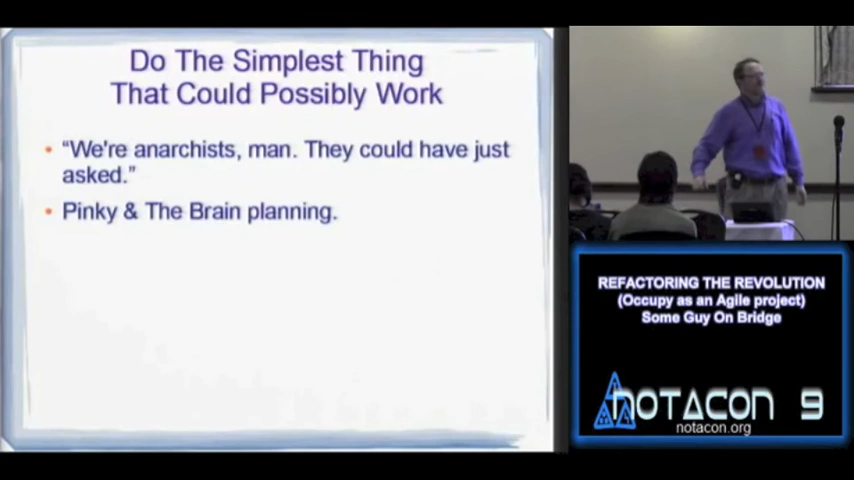 Do The Simplest Thing
That Could Possibly Work
• "We're anarchists, man. They could have just
asked."
• Pinky & The Brain planning.
REFACTORING THE REVOLUTION
(Occupy as an Agile project)
Some Guy On Bridge
NOTACON 9
notacon.org